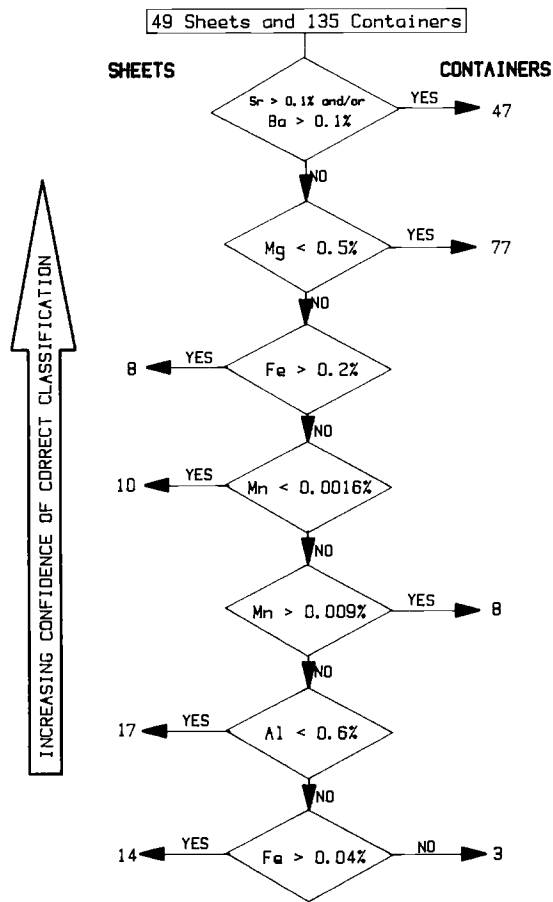 49 Sheets and 135 Containers
SHEETS
CONTAINERS
Sr > 0.1% and/or
Ba > 0.1%
YES
47
NO
Mg < 0.5%
YES
77
NO
8
YES
Fe > 0.2%
NO
10
YES
Mn < 0.0016%
NO
Mn > 0.009%
YES
8
NO
17
YES
Al < 0.6%
NO
14
YES
Fe > 0.04%
NO
3
INCREASING CONFIDENCE OF CORRECT CLASSIFICATION